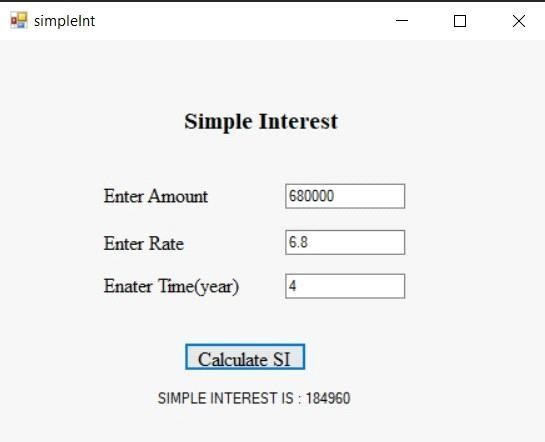 simpleInt
Simple Interest
Enter Amount 680000
Enter Rate 6.8
Enater Time(year) 4
Calculate SI
SIMPLE INTEREST IS : 184960